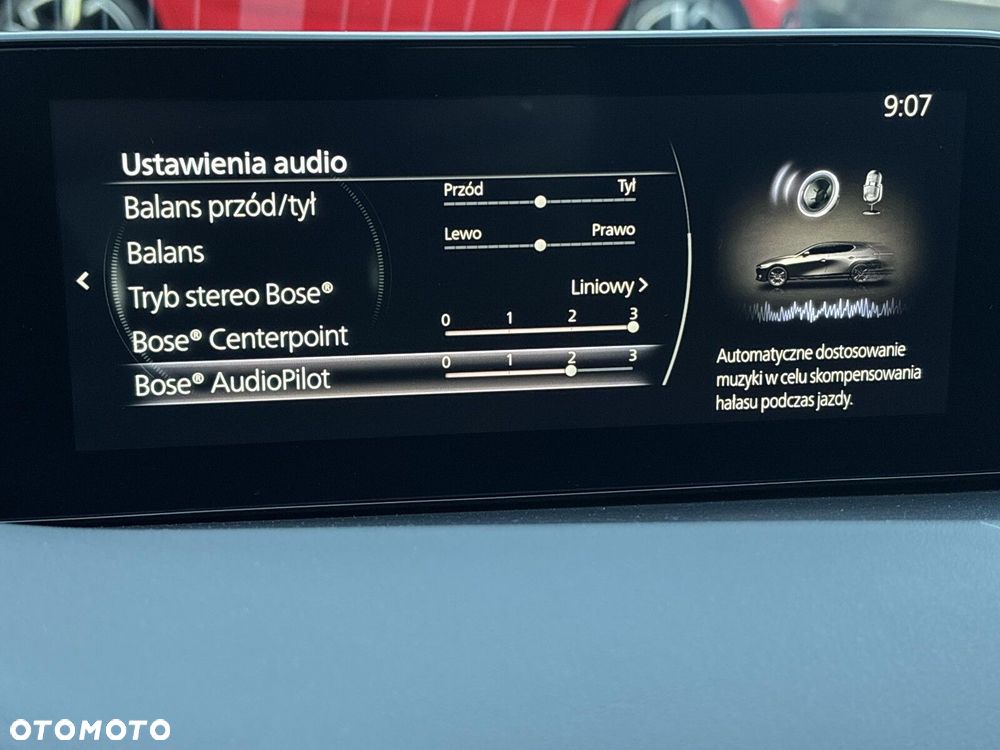 9:07
Ustawienia audio
Balans przód/tył
Przód Tył
Balans
Lewo Prawo
Tryb stereo Bose®
Liniowy >
Bose® Centerpoint
0 1 2 3
Bose® AudioPilot
0 1 2 3
Automatyczne dostosowanie
muzyki w celu skompensowania
hałasu podczas jazdy.
OTOMOTO